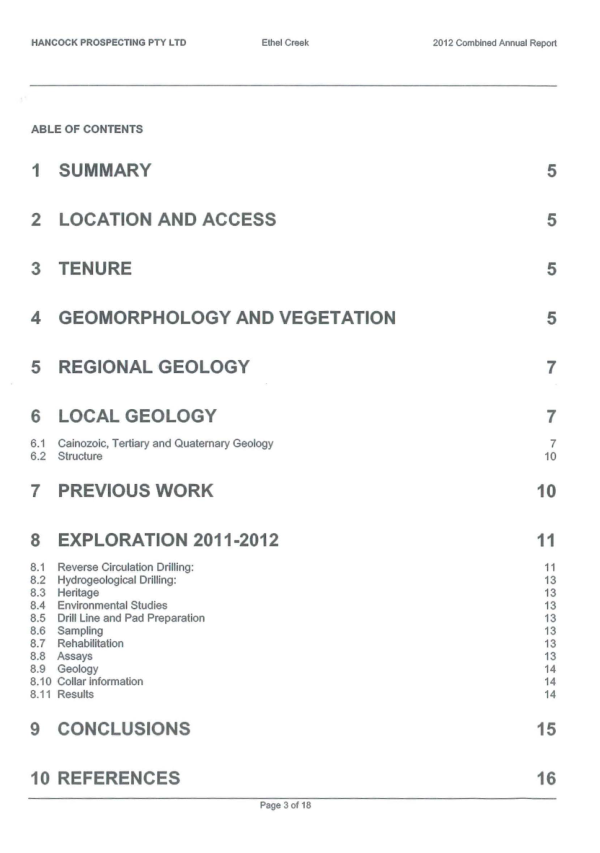 HANCOCK PROSPECTING PTY LTD Ethel Creek 2012 Combined Annual Report
ABLE OF CONTENTS
1 SUMMARY 5
2 LOCATION AND ACCESS 5
3 TENURE 5
4 GEOMORPHOLOGY AND VEGETATION 5
5 REGIONAL GEOLOGY 7
6 LOCAL GEOLOGY 7
6.1 Cainozoic, Tertiary and Quaternary Geology 7
6.2 Structure 10
7 PREVIOUS WORK 10
8 EXPLORATION 2011-2012 11
8.1 Reverse Circulation Drilling: 11
8.2 Hydrogeological Drilling: 13
8.3 Heritage 13
8.4 Environmental Studies 13
8.5 Drill Line and Pad Preparation 13
8.6 Sampling 13
8.7 Rehabilitation 13
8.8 Assays 13
8.9 Geology 14
8.10 Collar information 14
8.11 Results 14
9 CONCLUSIONS 15
10 REFERENCES 16
Page 3 of 18